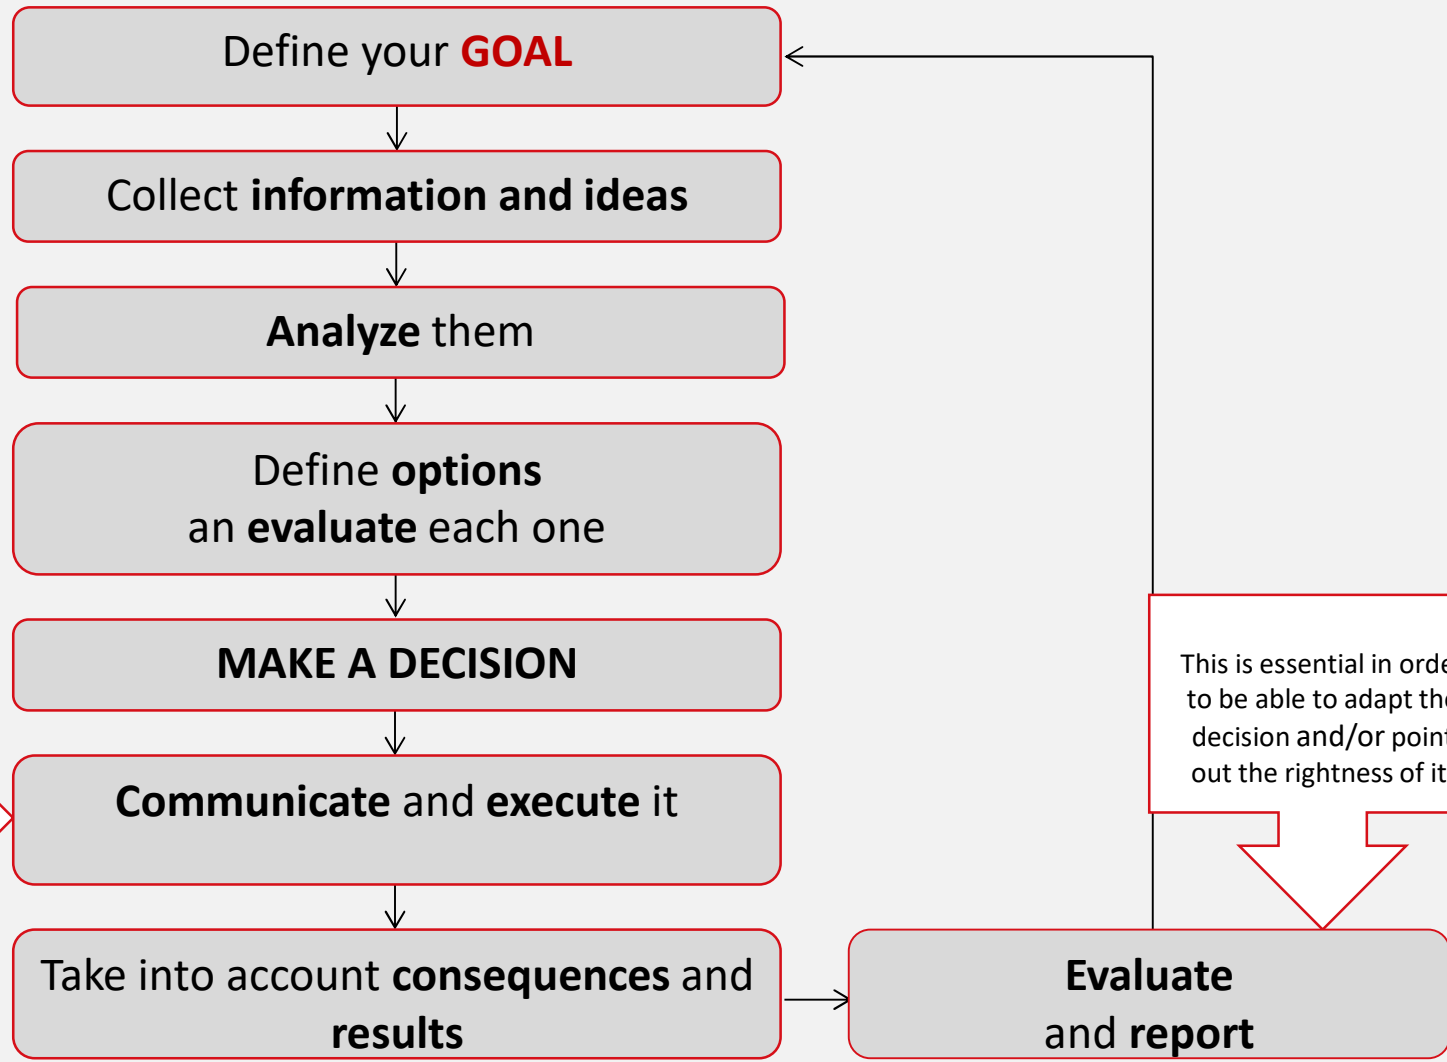 Define your GOAL
Collect information and ideas
Analyze them
Define options
an evaluate each one
MAKE A DECISION
Communicate and execute it
Take into account consequences and
results
This is essential in orde
to be able to adapt the
decision and/or point
out the rightness of it
Evaluate
and report